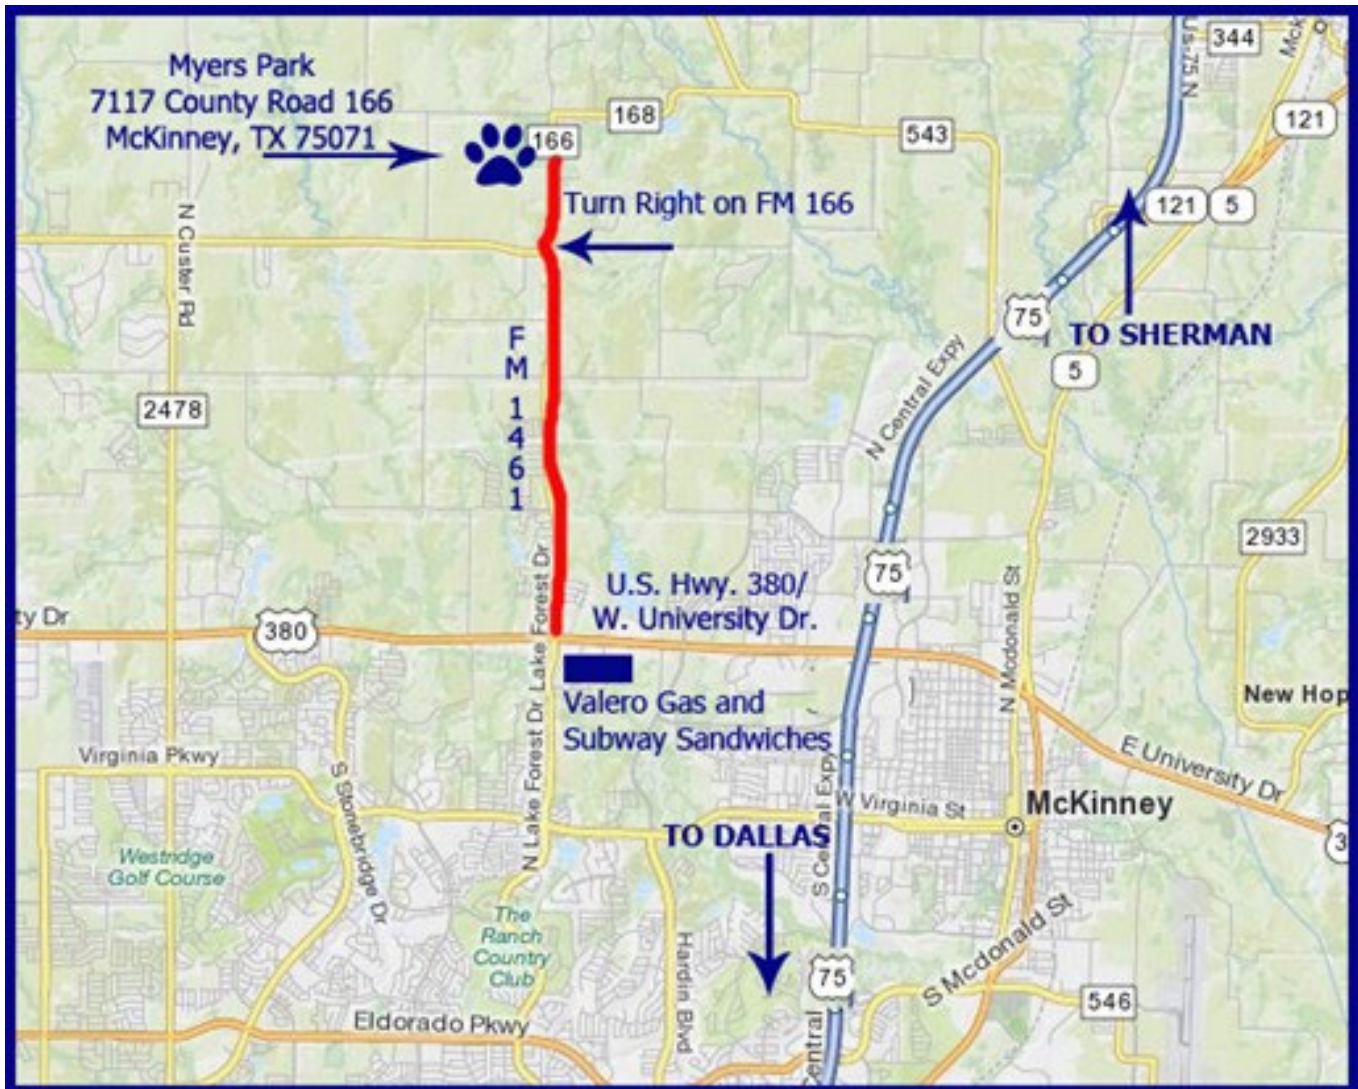 Myers Park
7117 County Road 166
McKinney, TX 75071
166
168
543
344
US 75 N
121
121
5
Turn Right on FM 166
N Custer Rd
75
TO SHERMAN
5
N Central Expy
2478
FM 1461
2933
75
U.S. Hwy. 380/
W. University Dr.
N Mcdonald St
ty Dr
380
Lake Forest Dr
Valero Gas and
Subway Sandwiches
New Hop
E University Dr
Virginia Pkwy
S Stonebridge Dr
N Lake Forest Dr
S Central Expy
W Virginia St
McKinney
TO DALLAS
Westridge
Golf Course
The
Ranch
Country
Club
Hardin Blvd
75
S Mcdonald St
546
Eldorado Pkwy
Central